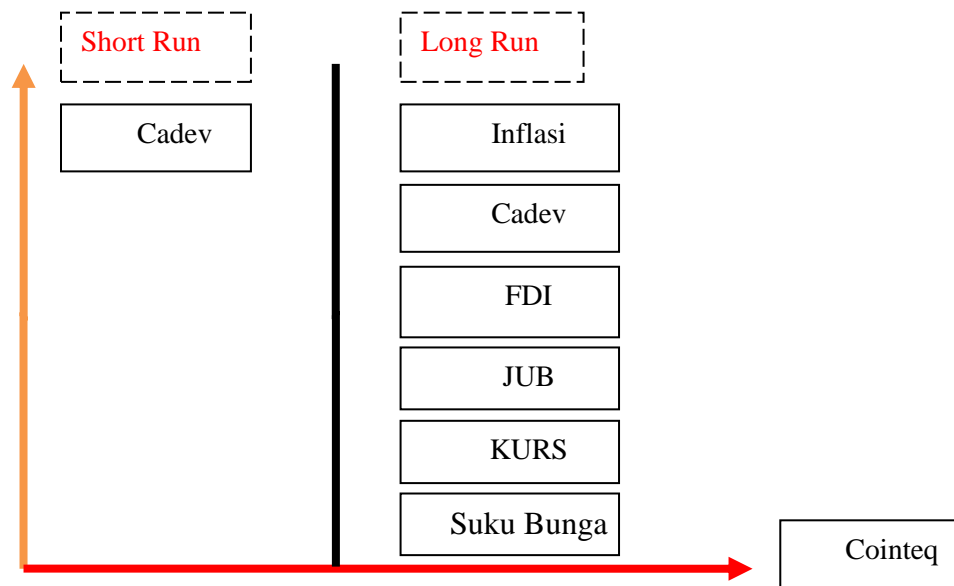 Short Run
Long Run
Cadev
Inflasi
Cadev
FDI
JUB
KURS
Suku Bunga
Cointeq